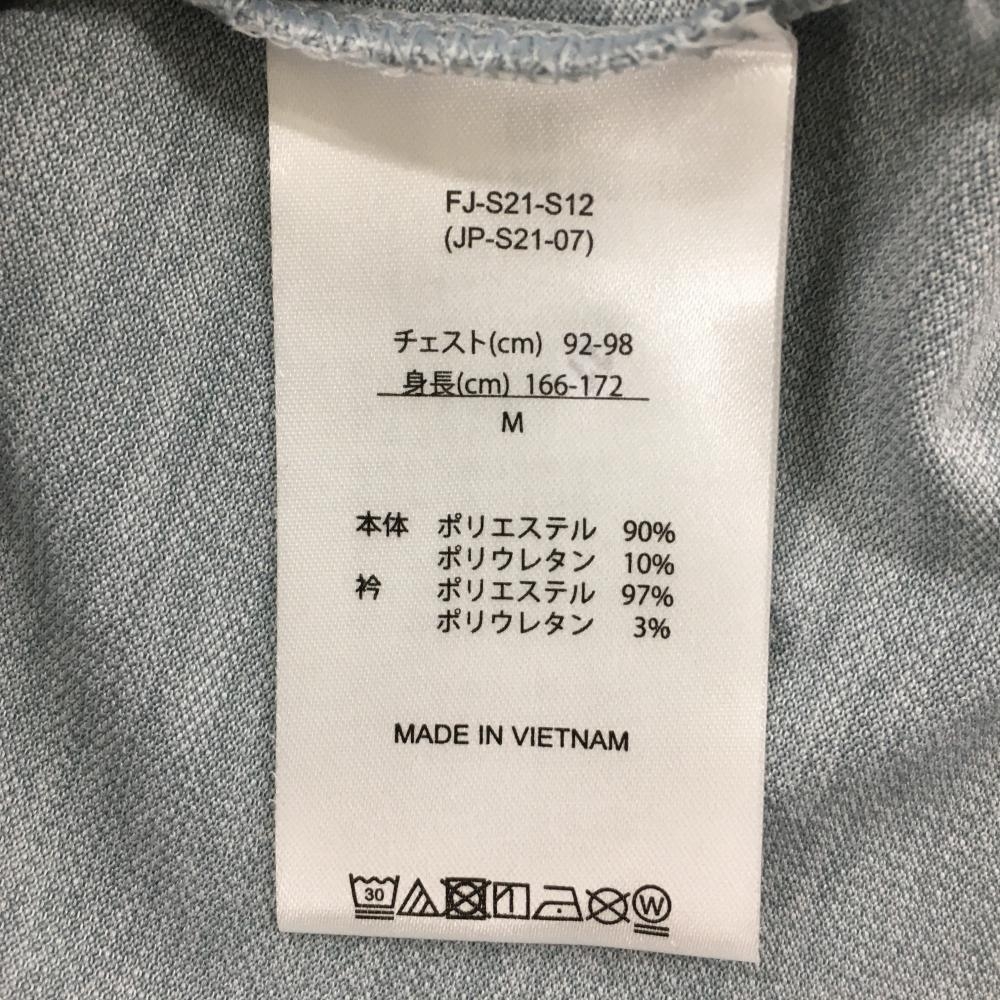 FJ-S21-S12
(JP-S21-07)
チェスト(cm) 92-98
身長(cm) 166-172
M
本体 ポリエステル 90%
ポリウレタン 10%
衿 ポリエステル 97%
ポリウレタン 3%
MADE IN VIETNAM
30 W